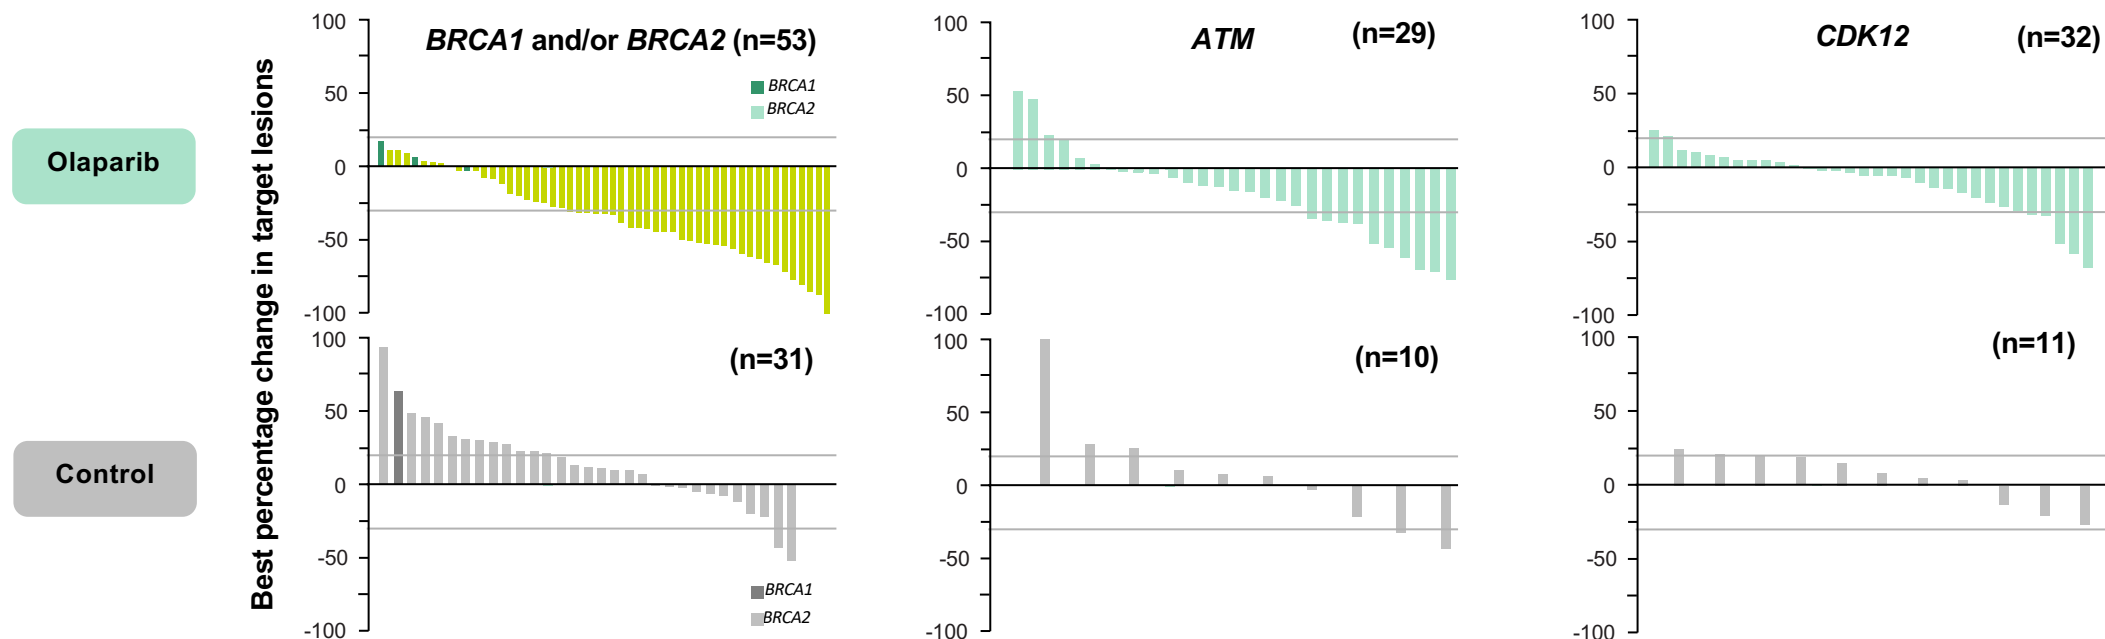 Olaparib
Control
Best percentage change in target lesions
BRCA1 and/or BRCA2 (n=53)
BRCA1
BRCA2
100
50
0
-50
-100
ATM (n=29)
100
50
0
-50
-100
CDK12 (n=32)
100
50
0
-50
-100
(n=31)
100
50
0
-50
-100
BRCA1
BRCA2
(n=10)
100
50
0
-50
-100
(n=11)
100
50
0
-50
-100